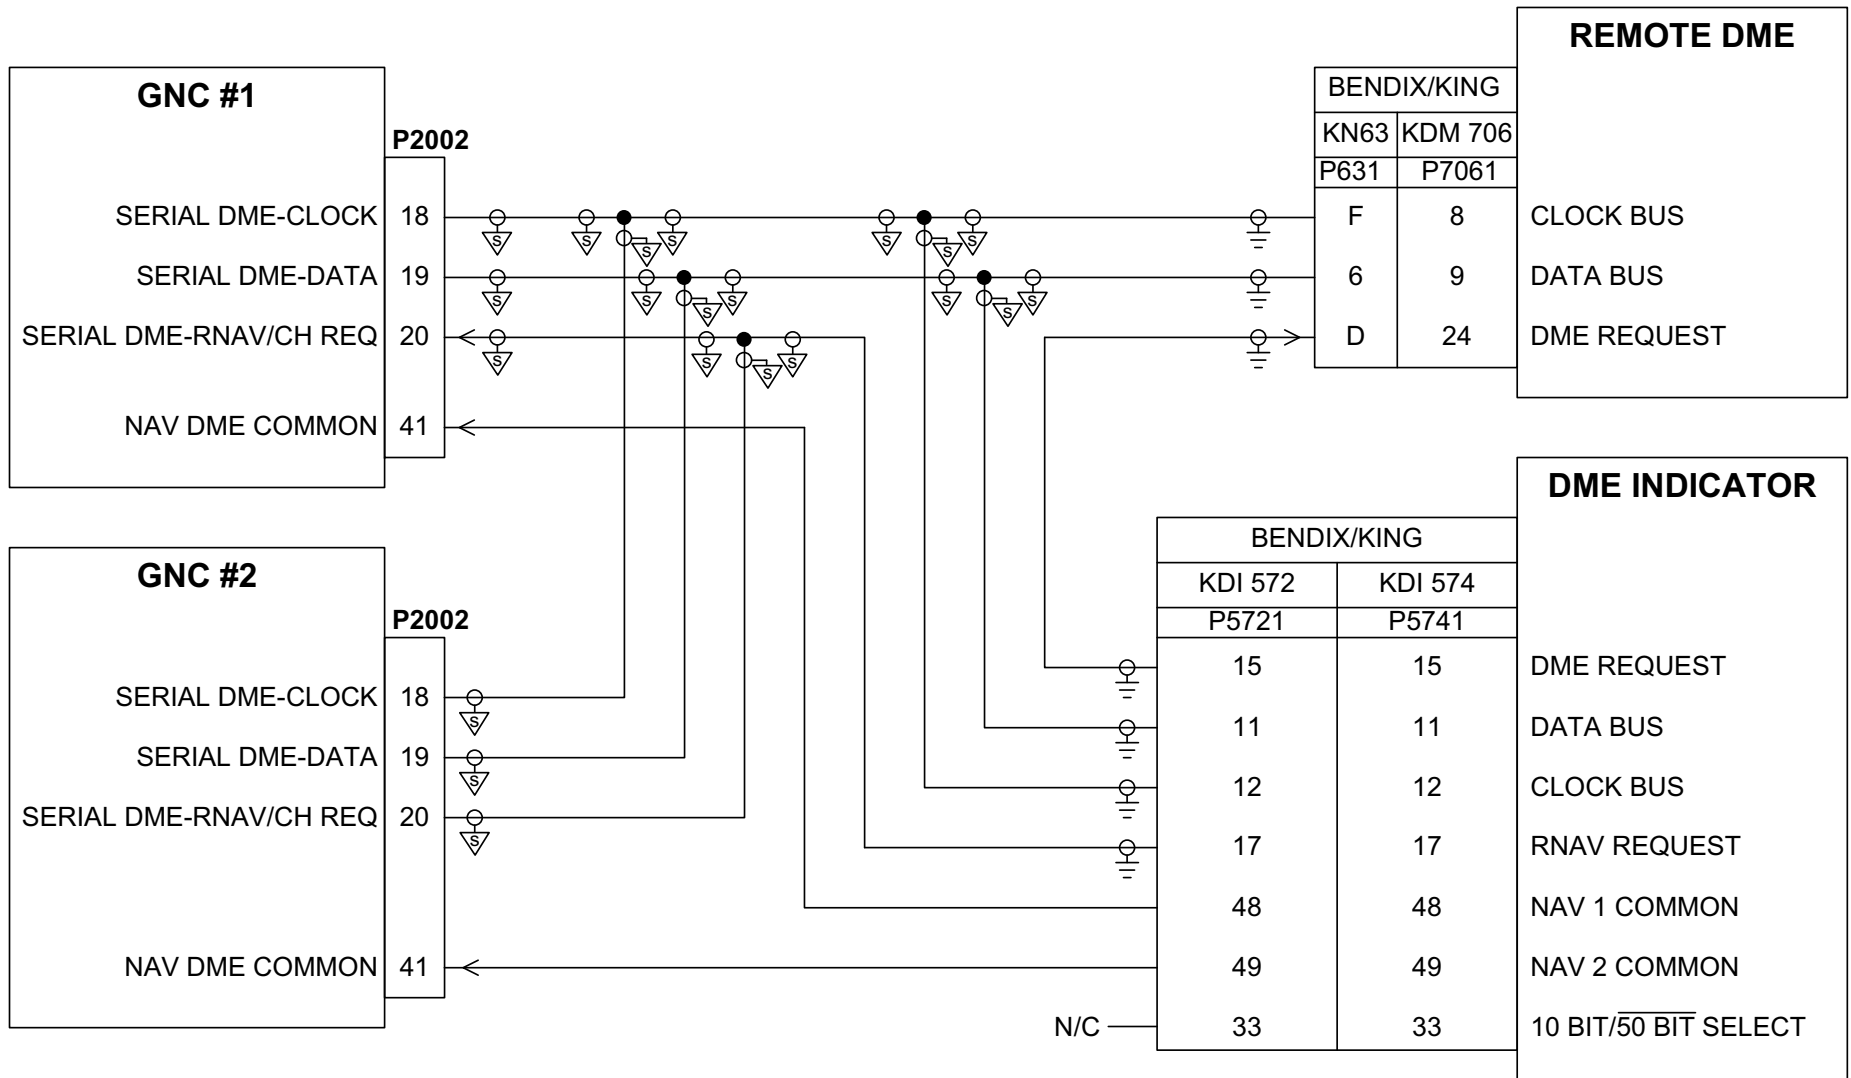 REMOTE DME
BENDIX/KING
KN63 KDM 706
P631 P7061
F 8 CLOCK BUS
6 9 DATA BUS
D 24 DME REQUEST
GNC #1
P2002
SERIAL DME-CLOCK 18
SERIAL DME-DATA 19
SERIAL DME-RNAV/CH REQ 20
NAV DME COMMON 41
S S S S S S S S
S S S S S S S
S S S S
GNC #2
P2002
SERIAL DME-CLOCK 18
S
SERIAL DME-DATA 19
S
SERIAL DME-RNAV/CH REQ 20
S
NAV DME COMMON 41
DME INDICATOR
BENDIX/KING
KDI 572 KDI 574
P5721 P5741
15 15 DME REQUEST
11 11 DATA BUS
12 12 CLOCK BUS
17 17 RNAV REQUEST
48 48 NAV 1 COMMON
49 49 NAV 2 COMMON
N/C 33 33 10 BIT/50 BIT SELECT